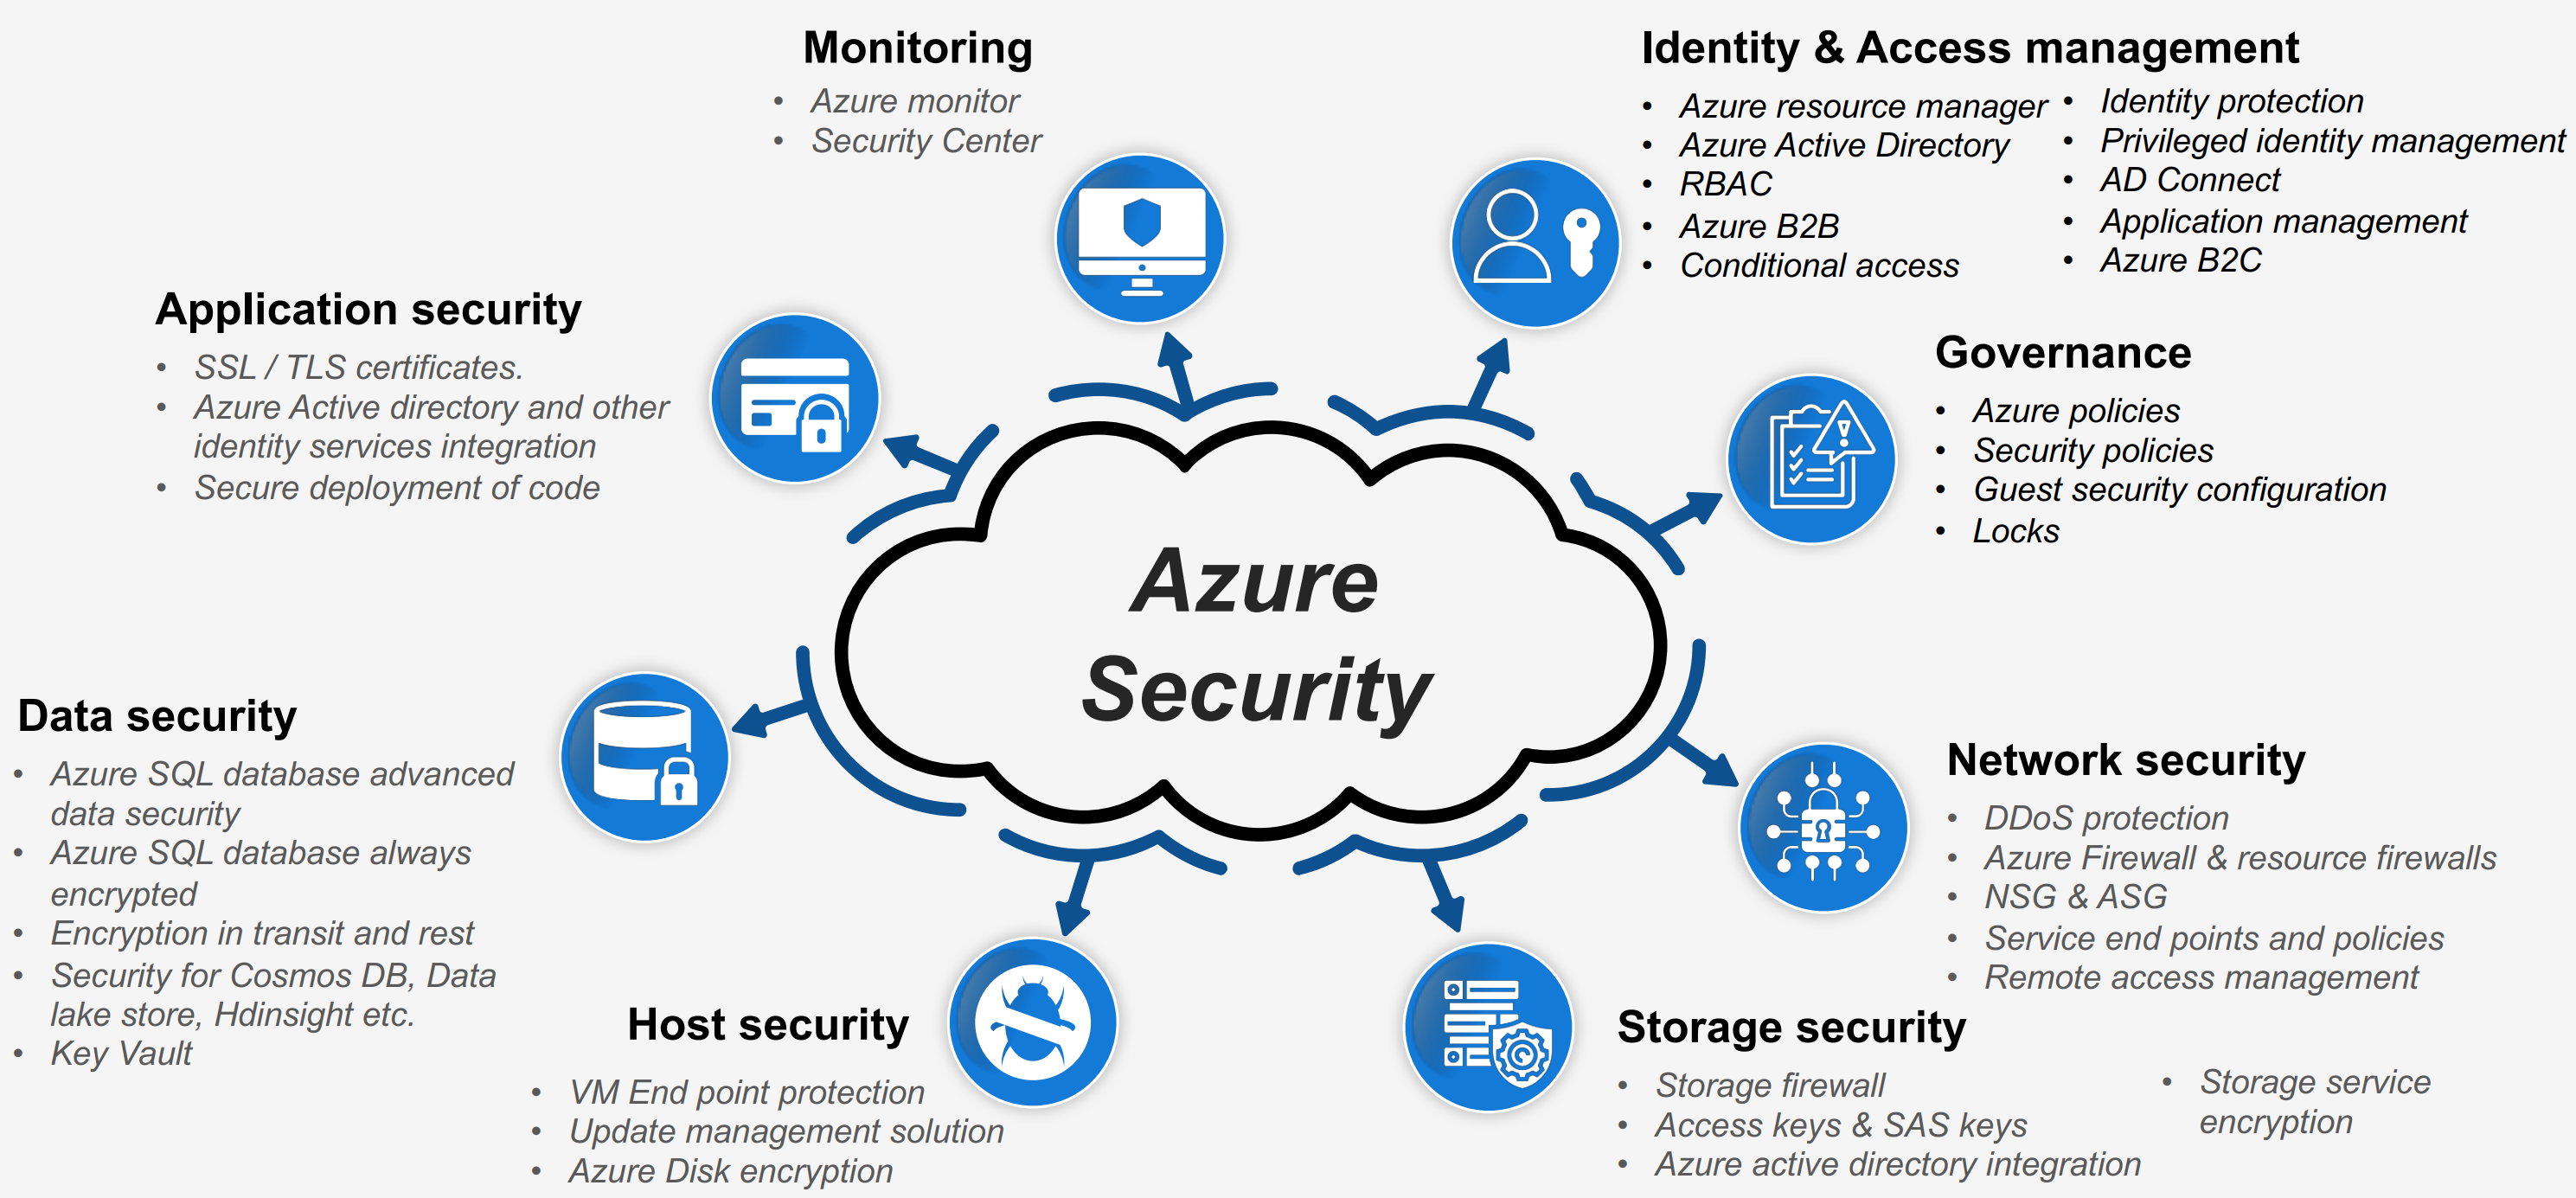 Monitoring
• Azure monitor
• Security Center
Identity & Access management
• Azure resource manager
• Azure Active Directory
• RBAC
• Azure B2B
• Conditional access
• Identity protection
• Privileged identity management
• AD Connect
• Application management
• Azure B2C
Application security
• SSL / TLS certificates.
• Azure Active directory and other
identity services integration
• Secure deployment of code
Governance
• Azure policies
• Security policies
• Guest security configuration
• Locks
Azure
Security
Data security
• Azure SQL database advanced
data security
• Azure SQL database always
encrypted
• Encryption in transit and rest
• Security for Cosmos DB, Data
lake store, Hdinsight etc.
• Key Vault
Network security
• DDoS protection
• Azure Firewall & resource firewalls
• NSG & ASG
• Service end points and policies
• Remote access management
Host security
• VM End point protection
• Update management solution
• Azure Disk encryption
Storage security
• Storage firewall
• Access keys & SAS keys
• Azure active directory integration
• Storage service
encryption